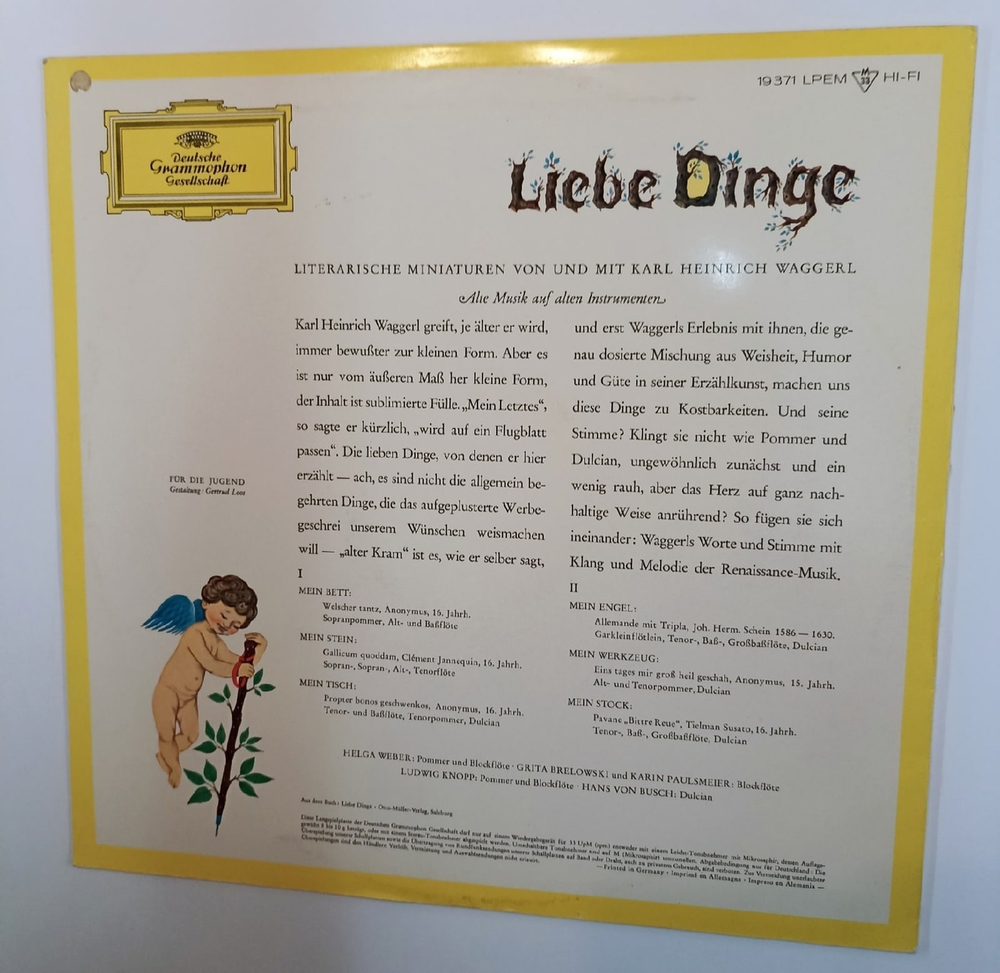 19371 LPEM M 33 HI-FI
Deutsche
Grammophon
Gesellschaft
Liebe Dinge
LITERARISCHE MINIATUREN VON UND MIT KARL HEINRICH WAGGERL
Alte Musik auf alten Instrumenten
Karl Heinrich Waggerl greift, je älter er wird,
immer bewußter zur kleinen Form. Aber es
ist nur vom äußeren Maß her kleine Form,
der Inhalt ist sublimierte Fülle. „Mein Letztes“,
so sagte er kürzlich, „wird auf ein Flugblatt
passen“. Die lieben Dinge, von denen er hier
erzählt — ach, es sind nicht die allgemein be-
gehrten Dinge, die das aufgeplusterte Werbe-
geschrei unserem Wünschen weismachen
will — „alter Kram“ ist es, wie er selber sagt,
und erst Waggerls Erlebnis mit ihnen, die ge-
nau dosierte Mischung aus Weisheit, Humor
und Güte in seiner Erzählkunst, machen uns
diese Dinge zu Kostbarkeiten. Und seine
Stimme? Klingt sie nicht wie Pommer und
Dulcian, ungewöhnlich zunächst und ein
wenig rauh, aber das Herz auf ganz nach-
haltige Weise anrührend? So fügen sie sich
ineinander: Waggerls Worte und Stimme mit
Klang und Melodie der Renaissance-Musik.
FÜR DIE JUGEND
Gestaltung: Gertrud Loos
I
MEIN BETT:
Welscher tantz, Anonymus, 16. Jahrh.
Sopranpommer, Alt- und Baßflöte
MEIN STEIN:
Gallicum quoddam, Clément Jannequin, 16. Jahrh.
Sopran-, Sopran-, Alt-, Tenorflöte
MEIN TISCH:
Propter bonos geschwenkos, Anonymus, 16. Jahrh.
Tenor- und Baßflöte, Tenorpommer, Dulcian
II
MEIN ENGEL:
Allemande mit Tripla, Joh. Herm. Schein 1586 — 1630.
Garkleinflötlein, Tenor-, Baß-, Großbaßflöte, Dulcian
MEIN WERKZEUG:
Eins tages mir groß heil geschah, Anonymus, 15. Jahrh.
Alt- und Tenorpommer, Dulcian
MEIN STOCK:
Pavane „Bittre Reue“, Tielman Susato, 16. Jahrh.
Tenor-, Baß-, Großbaßflöte, Dulcian
HELGA WEBER: Pommer und Blockflöte · GRITA BRELOWSKI und KARIN PAULSMEIER: Blockflöte
LUDWIG KNOPP: Pommer und Blockflöte · HANS VON BUSCH: Dulcian
Aus dem Buch: Liebe Dinge · Otto-Müller-Verlag, Salzburg
— Printed in Germany · Imprimé en Allemagne · Impreso en Alemania —